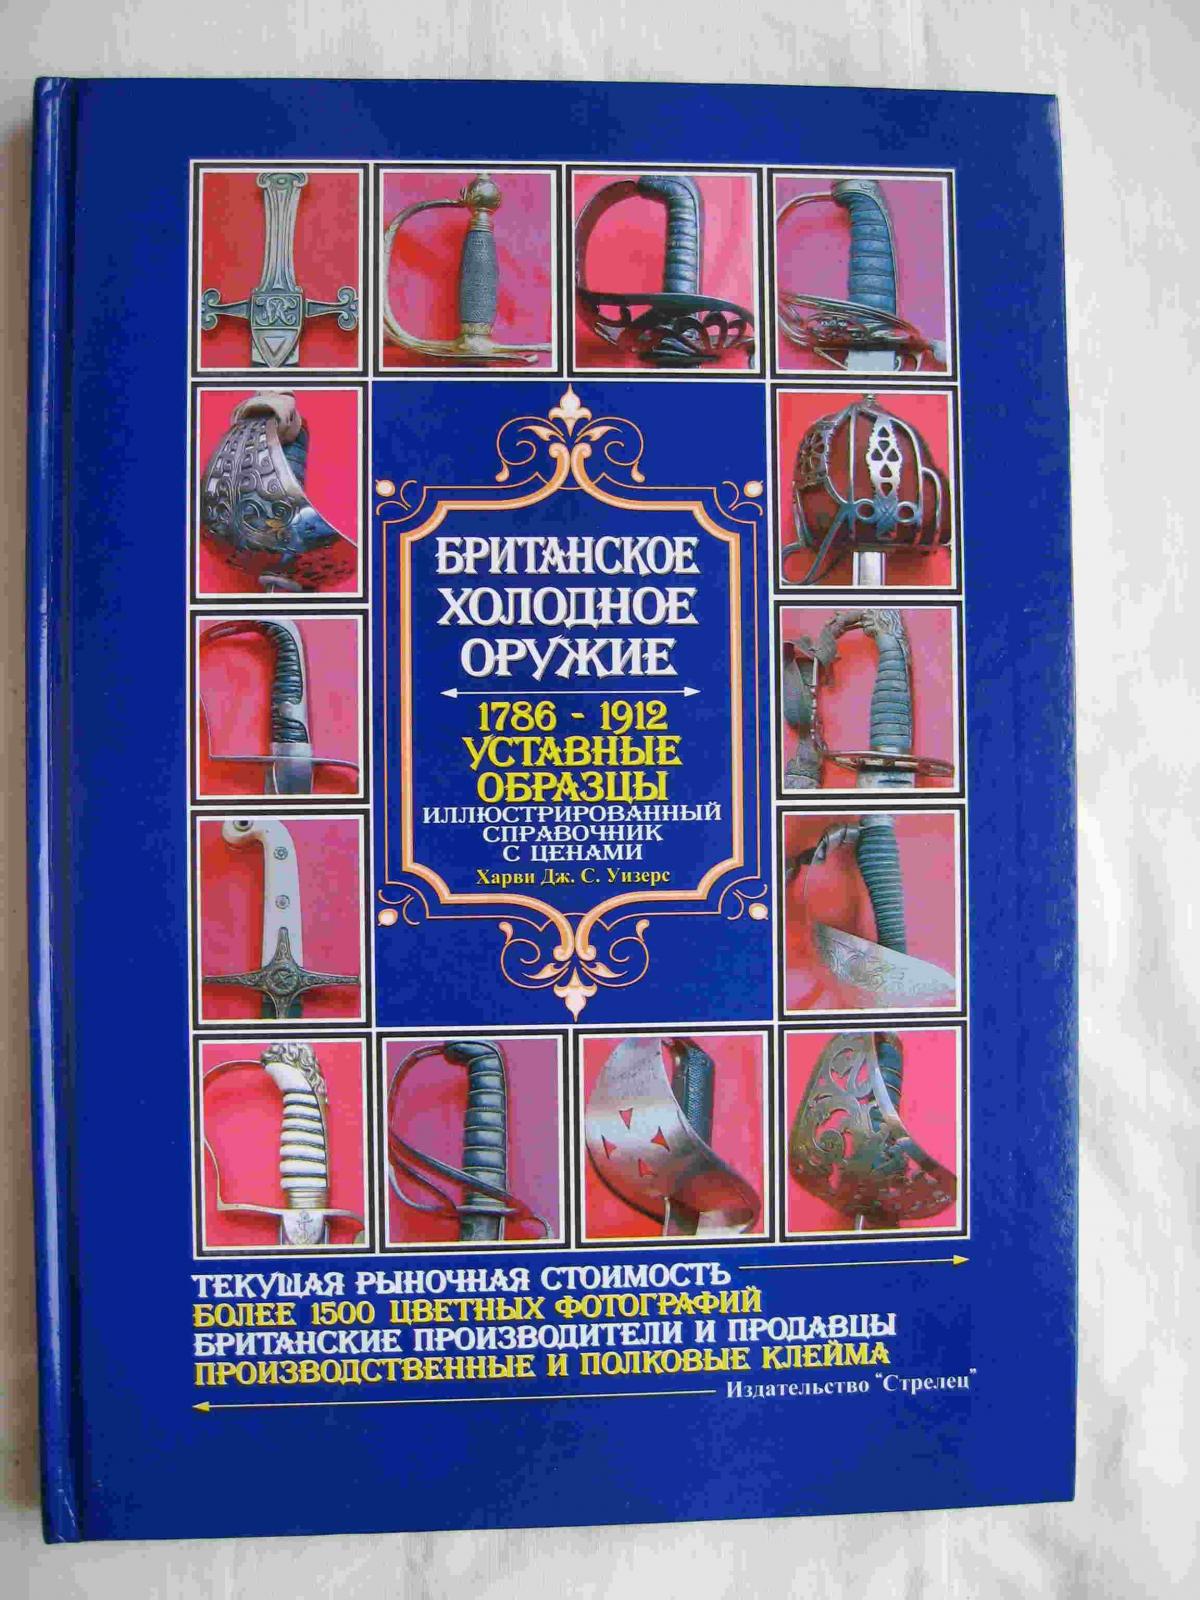 БРИТАНСКОЕ
ХОЛОДНОЕ
ОРУЖИЕ
1786 - 1912
УСТАВНЫЕ
ОБРАЗЦЫ
ИЛЛЮСТРИРОВАННЫЙ
СПРАВОЧНИК
С ЦЕНАМИ
Харви Дж. С. Уизерс
ТЕКУЩАЯ РЫНОЧНАЯ СТОИМОСТЬ
БОЛЕЕ 1500 ЦВЕТНЫХ ФОТОГРАФИЙ
БРИТАНСКИЕ ПРОИЗВОДИТЕЛИ И ПРОДАВЦЫ
ПРОИЗВОДСТВЕННЫЕ И ПОЛКОВЫЕ КЛЕЙМА
Издательство "Стрелец"